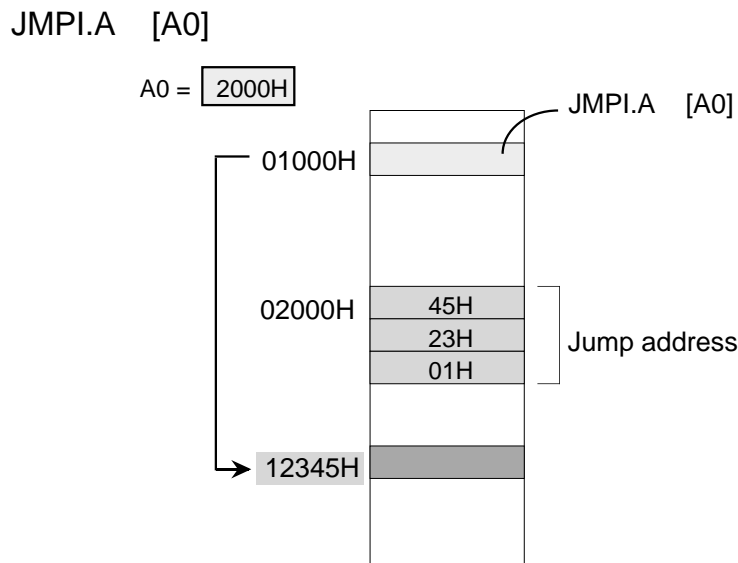 JMPI.A [A0]
A0 = 2000H
JMPI.A [A0]
01000H
02000H
45H
23H
01H
Jump address
12345H